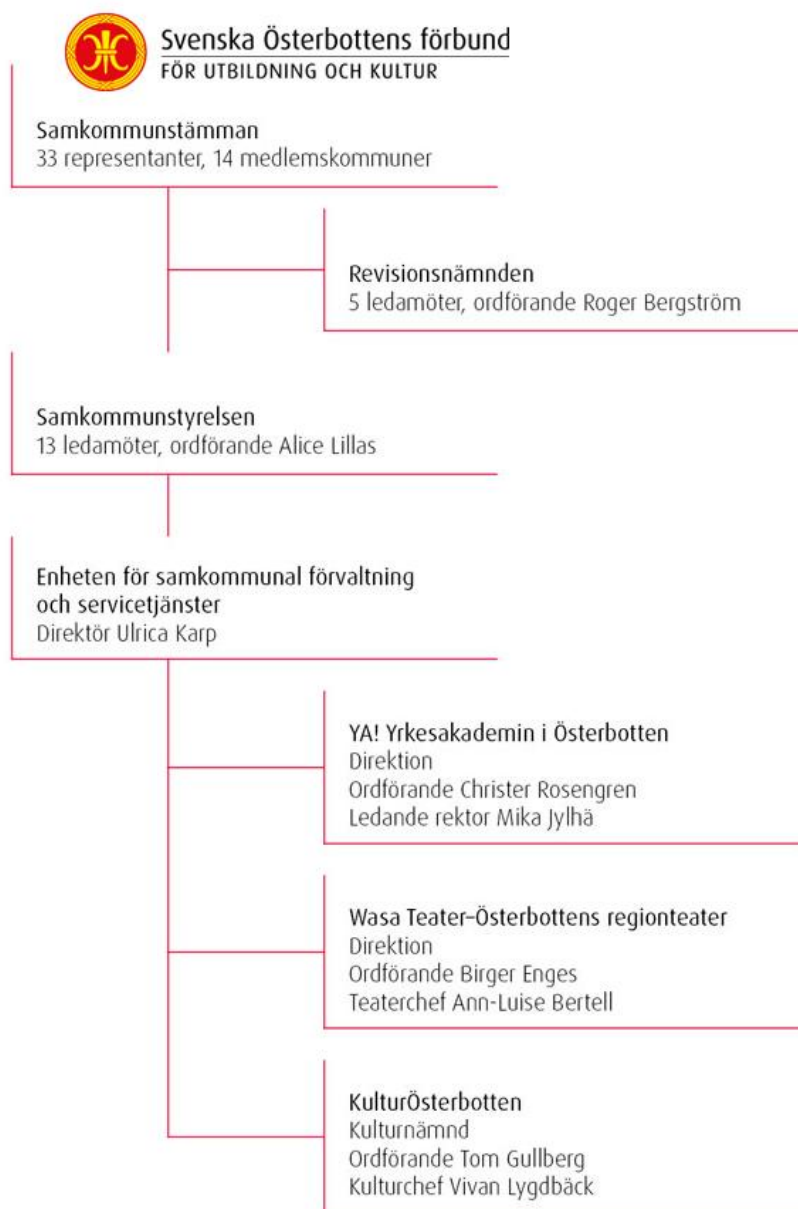 Svenska Österbottens förbund
FÖR UTBILDNING OCH KULTUR
Samkommunstämman
33 representanter, 14 medlemskommuner
Revisionsnämnden
5 ledamöter, ordförande Roger Bergström
Samkommunstyrelsen
13 ledamöter, ordförande Alice Lillas
Enheten för samkommunal förvaltning
och servicetjänster
Direktör Ulrica Karp
YA! Yrkesakademin i Österbotten
Direktion
Ordförande Christer Rosengren
Ledande rektor Mika Jylhä
Wasa Teater–Österbottens regionteater
Direktion
Ordförande Birger Enges
Teaterchef Ann-Luise Bertell
KulturÖsterbotten
Kulturnämnd
Ordförande Tom Gullberg
Kulturchef Vivan Lygdbäck